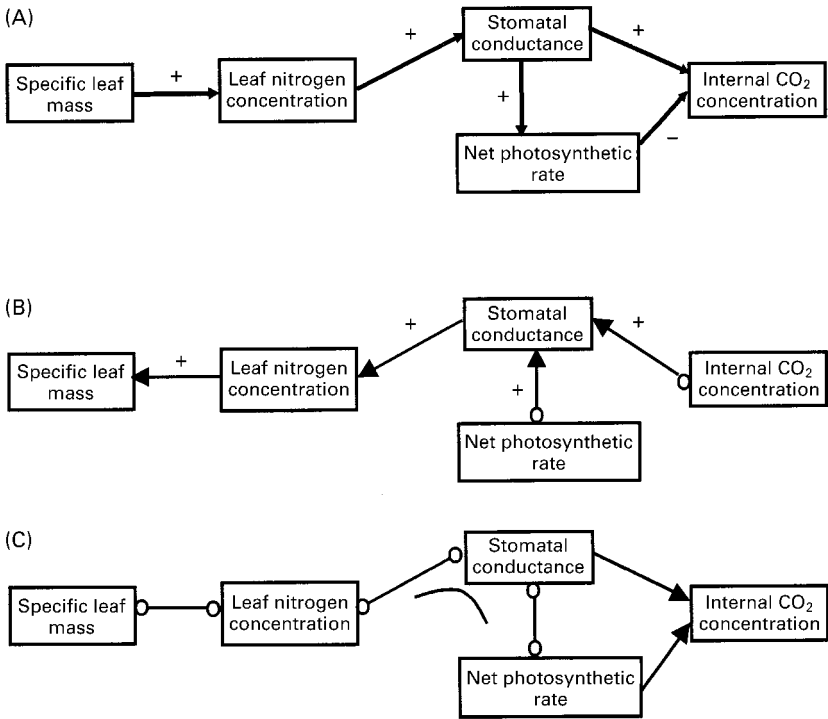 (A)
Specific leaf
mass
+
Leaf nitrogen
concentration
+
Stomatal
conductance
+
+
Net photosynthetic
rate
−
Internal CO₂
concentration
(B)
Specific leaf
mass
+
Leaf nitrogen
concentration
+
Stomatal
conductance
+
+
Net photosynthetic
rate
Internal CO₂
concentration
(C)
Specific leaf
mass
Leaf nitrogen
concentration
Stomatal
conductance
Net photosynthetic
rate
Internal CO₂
concentration